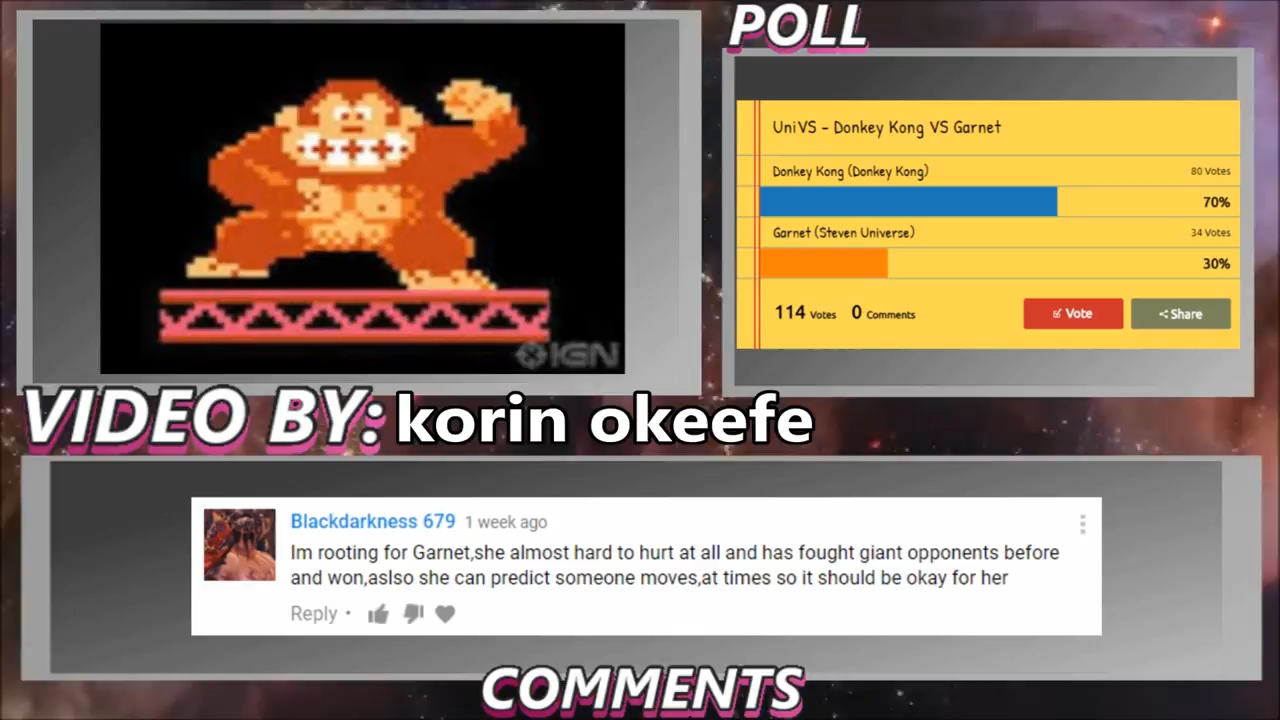 POLL
UniVS - Donkey Kong VS Garnet
Donkey Kong (Donkey Kong) 80 Votes
70%
Garnet (Steven Universe) 34 Votes
30%
114 Votes 0 Comments Vote Share
IGN
VIDEO BY: korin okeefe
Blackdarkness 679 1 week ago
Im rooting for Garnet,she almost hard to hurt at all and has fought giant opponents before
and won,aslso she can predict someone moves,at times so it should be okay for her
Reply •
COMMENTS